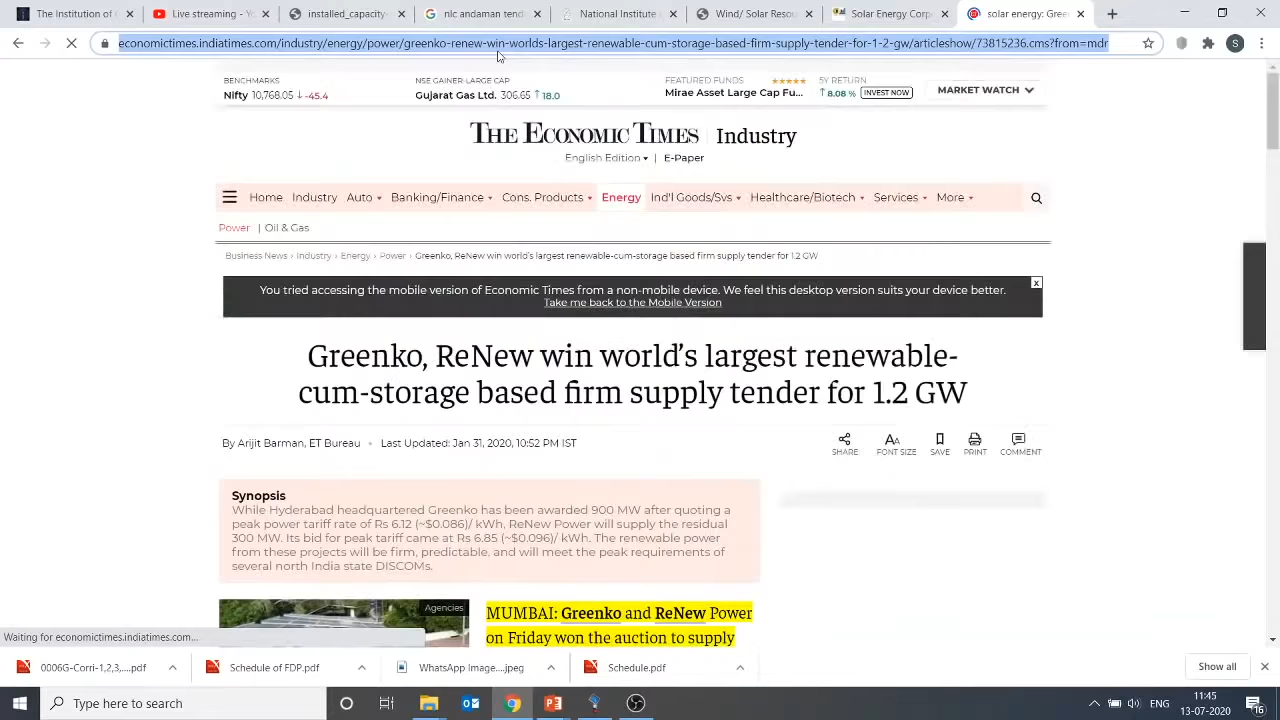 The Institution of
Live streaming - Y
installed_capacity-
nic andaman tend
National Institute
Wind/ Solar Resou
Solar Energy Corp
solar energy: Gree
economictimes.indiatimes.com/industry/energy/power/greenko-renew-win-worlds-largest-renewable-cum-storage-based-firm-supply-tender-for-1-2-gw/articleshow/73815236.cms?from=mdr
S
BENCHMARKS
Nifty 10,768.05 ↓ -45.4
NSE GAINER-LARGE CAP
Gujarat Gas Ltd. 306.65 ↑ 18.0
FEATURED FUNDS ★★★★★
Mirae Asset Large Cap Fu...
5Y RETURN
↑ 8.08 % INVEST NOW
MARKET WATCH
THE ECONOMIC TIMES | Industry
English Edition | E-Paper
Home Industry Auto Banking/Finance Cons. Products Energy Ind'l Goods/Svs Healthcare/Biotech Services More
Power | Oil & Gas
Business News › Industry › Energy › Power › Greenko, ReNew win world's largest renewable-cum-storage based firm supply tender for 1.2 GW
You tried accessing the mobile version of Economic Times from a non-mobile device. We feel this desktop version suits your device better.
Take me back to the Mobile Version
x
Greenko, ReNew win world's largest renewable-
cum-storage based firm supply tender for 1.2 GW
By Arijit Barman, ET Bureau • Last Updated: Jan 31, 2020, 10:52 PM IST
SHARE FONT SIZE SAVE PRINT COMMENT
Synopsis
While Hyderabad headquartered Greenko has been awarded 900 MW after quoting a
peak power tariff rate of Rs 6.12 (~$0.086)/ kWh, ReNew Power will supply the residual
300 MW. Its bid for peak tariff came at Rs 6.85 (~$0.096)/ kWh. The renewable power
from these projects will be firm, predictable, and will meet the peak requirements of
several north India state DISCOMs.
Agencies
MUMBAI: Greenko and ReNew Power
on Friday won the auction to supply
Waiting for economictimes.indiatimes.com...
0006G-Corri-1,2,3,....pdf
Schedule of FDP.pdf
WhatsApp Image....jpeg
Schedule.pdf
Show all
Type here to search
ENG
11:45
13-07-2020
16